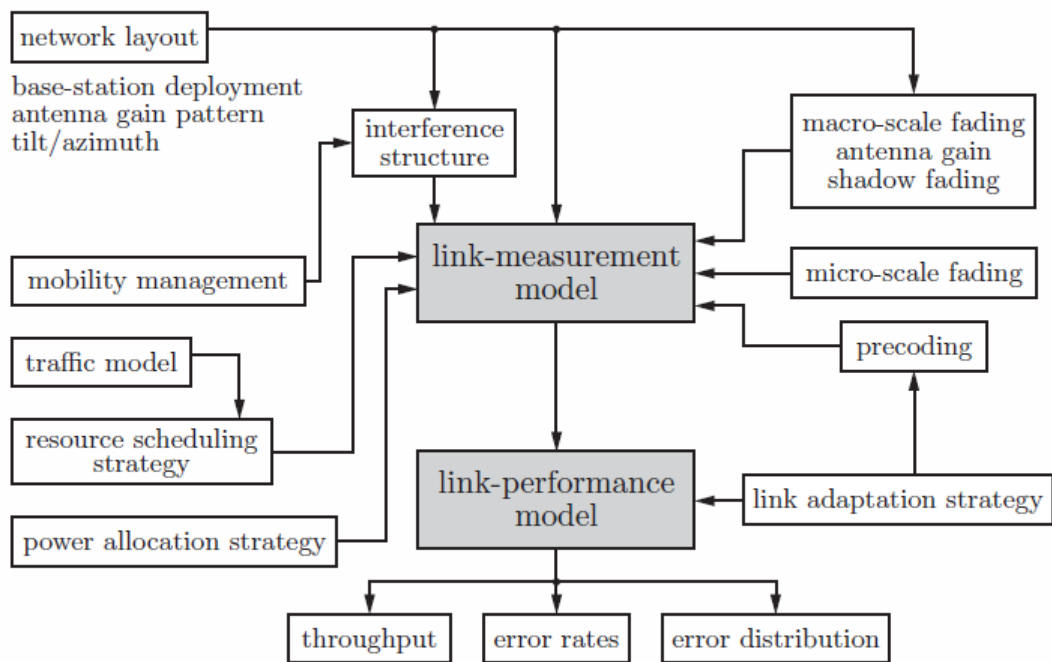 network layout
base-station deployment
antenna gain pattern
tilt/azimuth
interference
structure
macro-scale fading
antenna gain
shadow fading
link-measurement
model
mobility management
micro-scale fading
traffic model
precoding
resource scheduling
strategy
link-performance
model
link adaptation strategy
power allocation strategy
throughput
error rates
error distribution